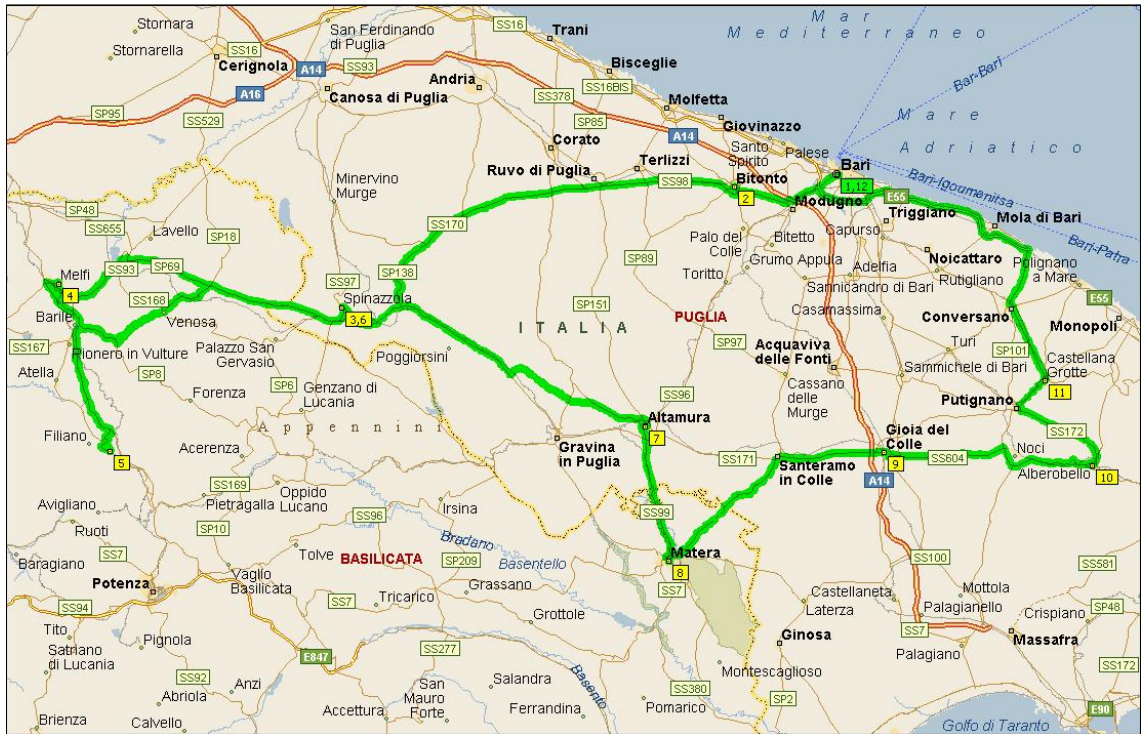 Stornara
San Ferdinando
di Puglia
SS16
Trani
Mar
Mediterraneo
Stornarella
SS16
Cerignola
A14
SS93
Andria
Bisceglie
SS16BIS
A16
Canosa di Puglia
SS378
Molfetta
Bar-Bari
SP95
SS529
SP85
A14
Giovinazzo
Mare
Adriatico
Corato
Santo
Spirito
Palese
Terlizzi
Bari
Ruvo di Puglia
SS98
Bitonto
1,12
Bari-Igoumenitsa
Minervino
Murge
2
E55
Modugno
Triggiano
Mola di Bari
SP48
SS655
Lavello
SP18
SS170
Palo del
Colle
Bitetto
Capurso
Bari-Patra
SS93
SP69
SP138
SP89
Grumo Appula
Adelfia
Noicattaro
Rutigliano
Polignano
a Mare
Melfi
SS97
Toritto
Sannicandro di Bari
4
SS168
Spinazzola
SP151
E55
Barile
Venosa
3,6
ITALIA
PUGLIA
Casamassima
Conversano
Monopoli
SS167
Rionero in Vulture
Palazzo San
Gervasio
Poggiorsini
SP97
Acquaviva
delle Fonti
Turi
SP101
Castellana
Grotte
Atella
SP8
SP6
Sammichele di Bari
Forenza
Genzano di
Lucania
SS96
Cassano
delle
Murge
11
Putignano
Appennini
Altamura
Gioia del
Colle
SS172
Filiano
Acerenza
Gravina
in Puglia
7
Noci
5
SS171
Santeramo
in Colle
9
SS604
Alberobello
10
SS169
A14
Pietragalla
Oppido
Lucano
Avigliano
Irsina
SS99
Ruoti
SP10
SS96
Bradano
SS7
Tolve
BASILICATA
SP209
Basentello
Matera
SS100
SS581
Baragiano
Vaglio
Basilicata
8
Potenza
Grassano
SS7
Castellaneta
Mottola
SS7
Tricarico
Laterza
Crispiano
SS94
Grottole
Palagianello
SP48
Tito
Pignola
SS7
Massafra
Satriano
di Lucania
E847
SS277
Ginosa
Palagiano
Montescaglioso
SS172
SS92
Anzi
San
Mauro
Forte
Salandra
Basento
SS380
Abriola
SP2
Brienza
Calvello
Accettura
Ferrandina
Pomarico
E90
Golfo di Taranto